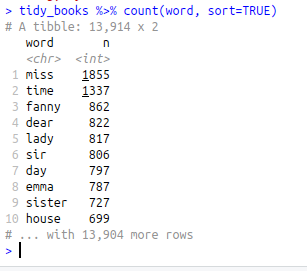 > tidy_books %>% count(word, sort=TRUE)
# A tibble: 13,914 x 2
   word       n
   <chr>  <int>
 1 miss    1855
 2 time    1337
 3 fanny    862
 4 dear     822
 5 lady     817
 6 sir      806
 7 day      797
 8 emma     787
 9 sister   727
10 house    699
# ... with 13,904 more rows
>